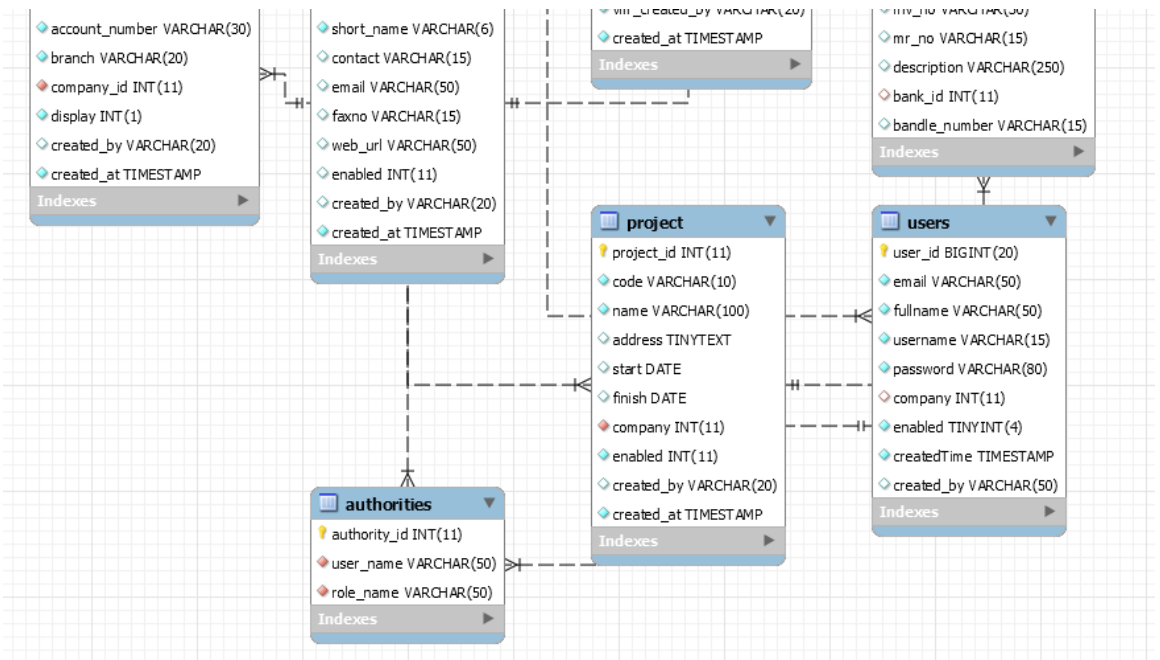 account_number VARCHAR(30)
branch VARCHAR(20)
company_id INT(11)
display INT(1)
created_by VARCHAR(20)
created_at TIMESTAMP
Indexes
short_name VARCHAR(6)
contact VARCHAR(15)
email VARCHAR(50)
faxno VARCHAR(15)
web_url VARCHAR(50)
enabled INT(11)
created_by VARCHAR(20)
created_at TIMESTAMP
Indexes
created_by VARCHAR(20)
created_at TIMESTAMP
Indexes
mr_no VARCHAR(15)
description VARCHAR(250)
bank_id INT(11)
bandle_number VARCHAR(15)
Indexes
project
project_id INT(11)
code VARCHAR(10)
name VARCHAR(100)
address TINYTEXT
start DATE
finish DATE
company INT(11)
enabled INT(11)
created_by VARCHAR(20)
created_at TIMESTAMP
Indexes
users
user_id BIGINT(20)
email VARCHAR(50)
fullname VARCHAR(50)
username VARCHAR(15)
password VARCHAR(80)
company INT(11)
enabled TINYINT(4)
createdTime TIMESTAMP
created_by VARCHAR(50)
Indexes
authorities
authority_id INT(11)
user_name VARCHAR(50)
role_name VARCHAR(50)
Indexes